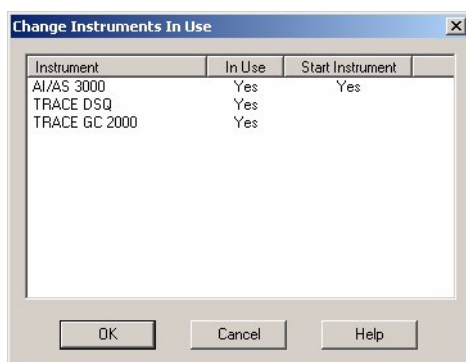 Change Instruments In Use
Instrument In Use Start Instrument
AI/AS 3000 Yes Yes
TRACE DSQ Yes
TRACE GC 2000 Yes
OK Cancel Help